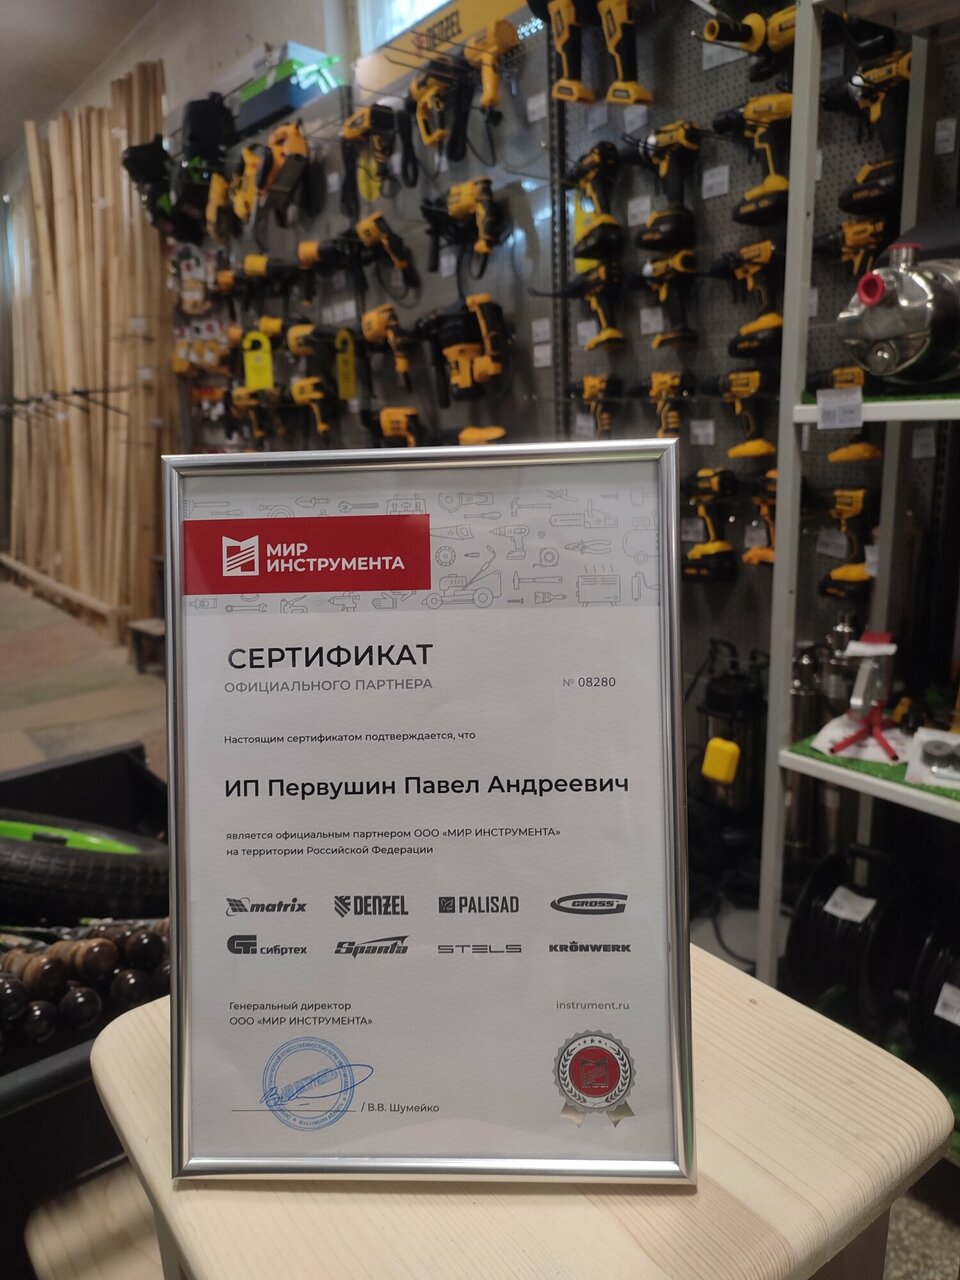 DENZEL
МИР
ИНСТРУМЕНТА
СЕРТИФИКАТ
ОФИЦИАЛЬНОГО ПАРТНЕРА
№ 08280
Настоящим сертификатом подтверждается, что
ИП Первушин Павел Андреевич
является официальным партнером ООО «МИР ИНСТРУМЕНТА»
на территории Российской Федерации
matrix DENZEL PALISAD GROSS
СИБРТЕХ Sparta STELS KRÖNWERK
Генеральный директор
ООО «МИР ИНСТРУМЕНТА»
instrument.ru
/ В.В. Шумейко